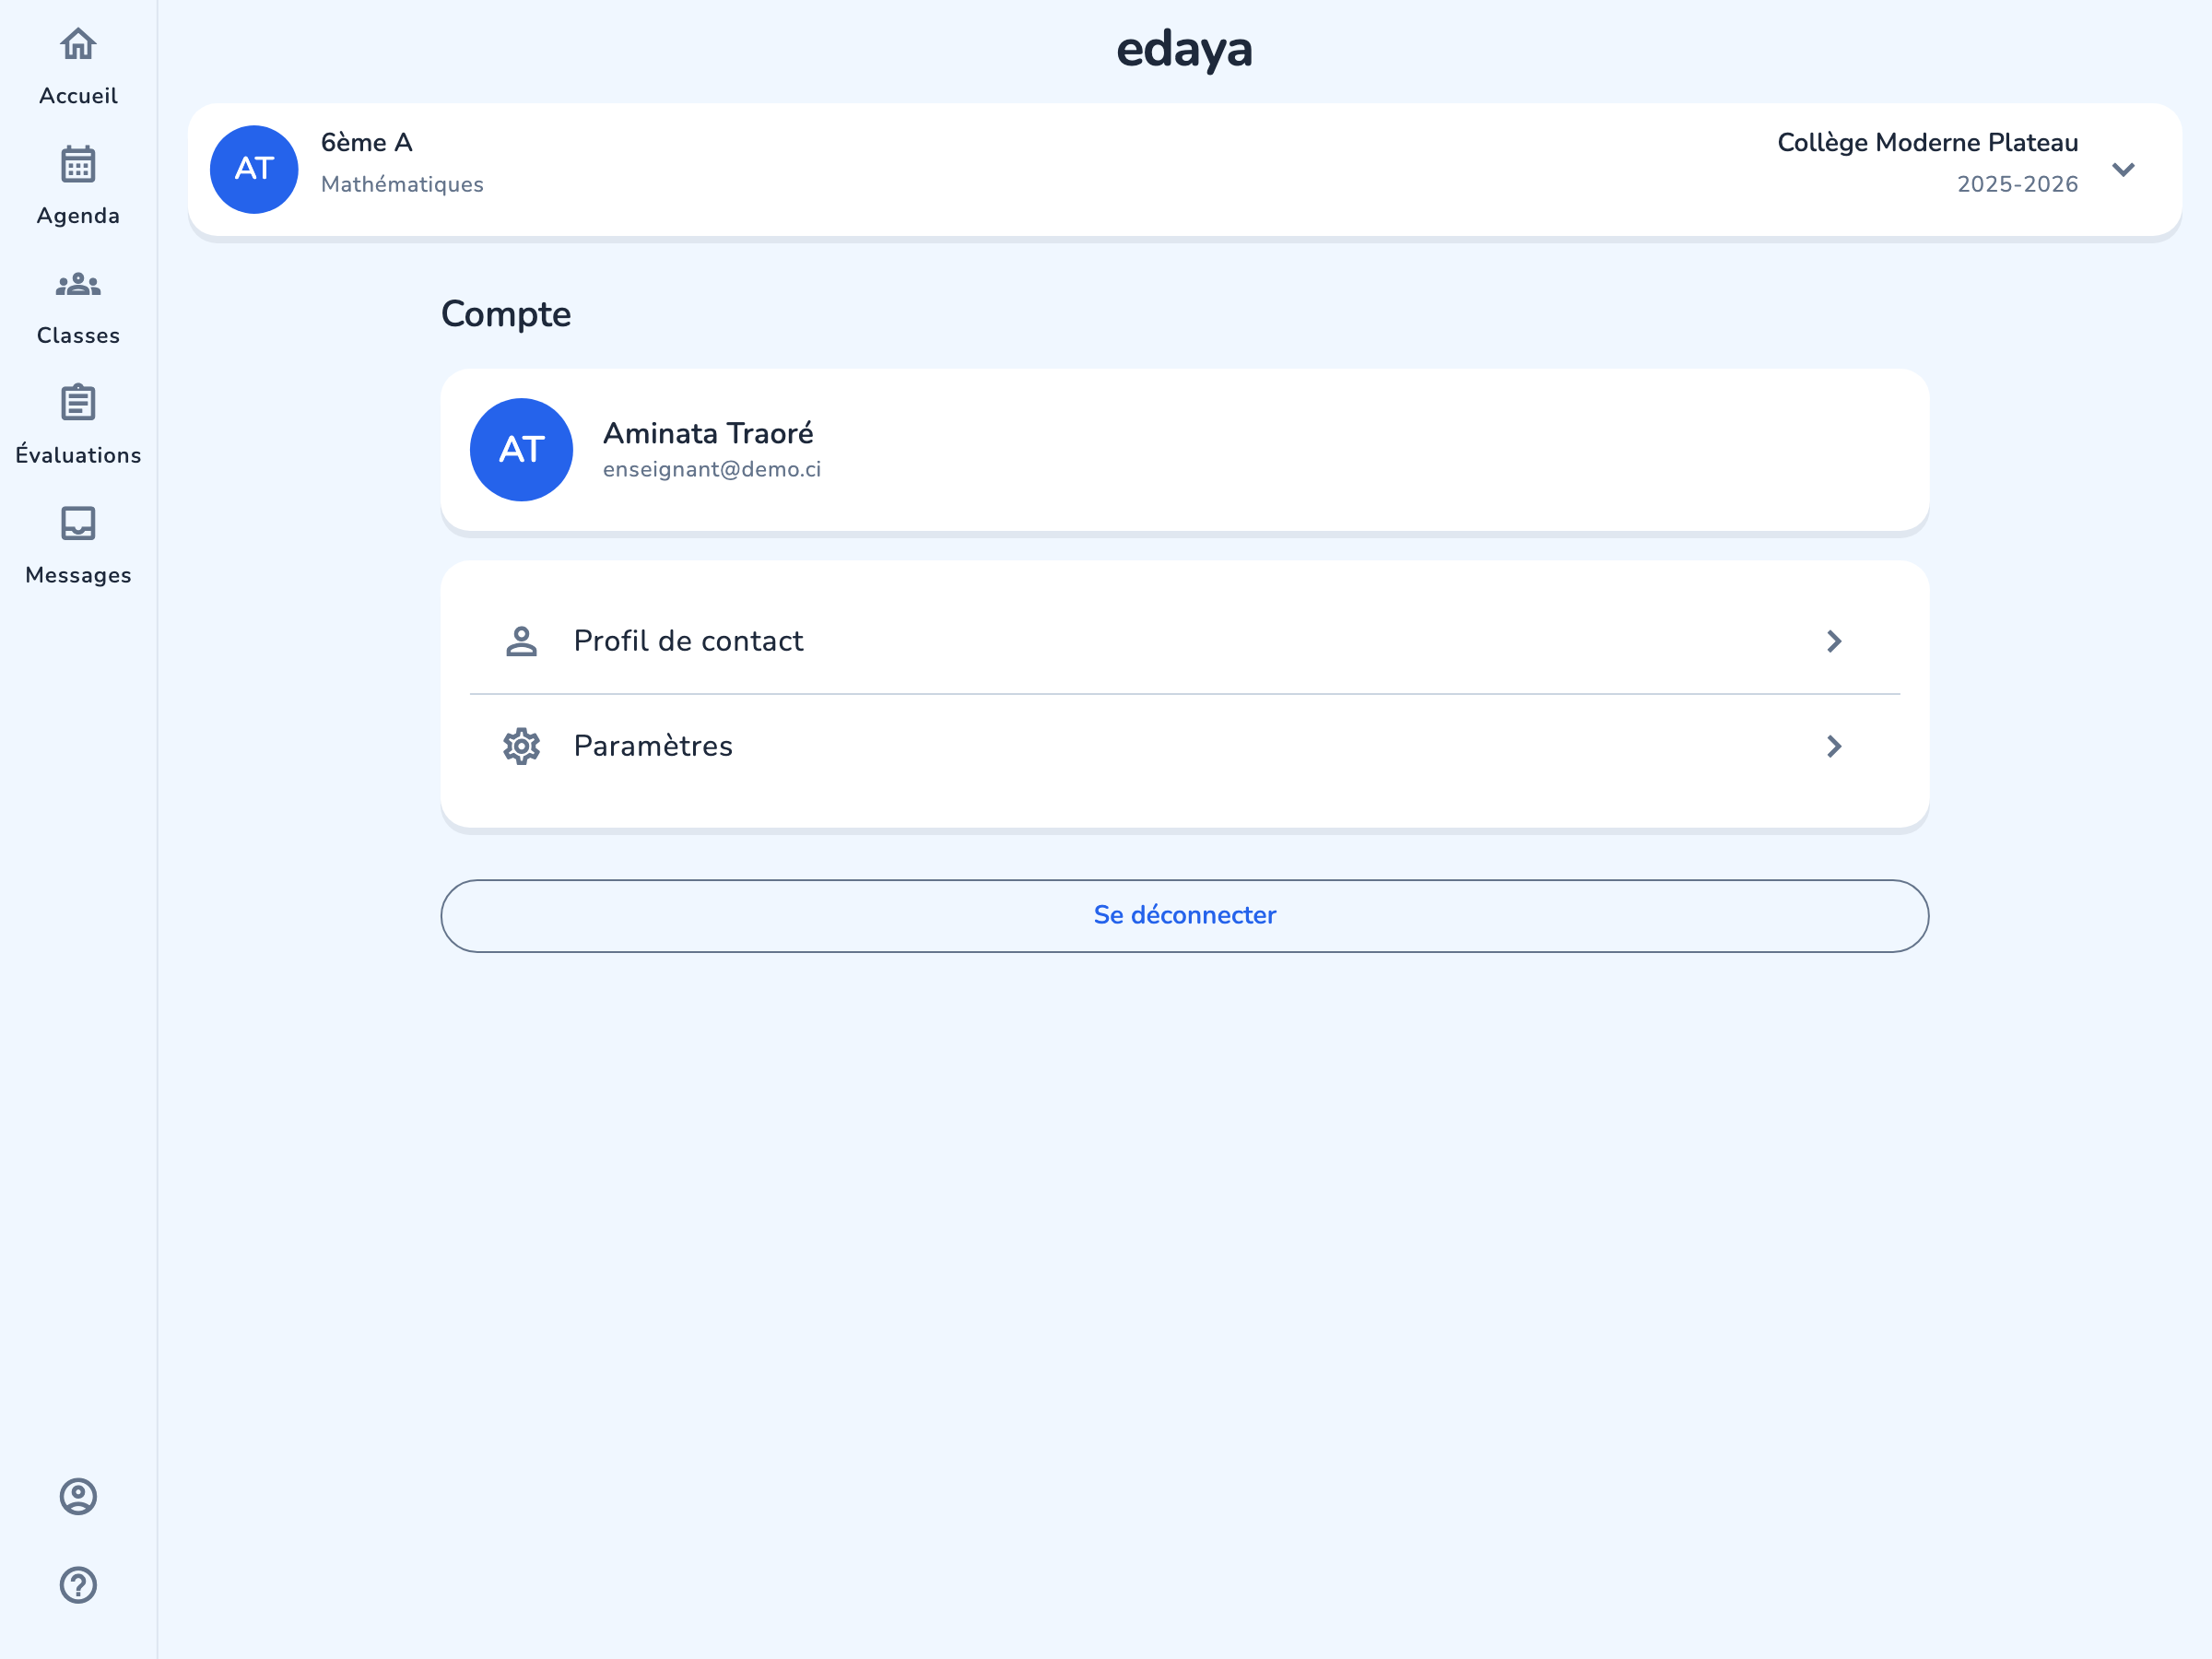 edaya
Accueil
Agenda
Classes
Évaluations
Messages
AT
6ème A
Mathématiques
Collège Moderne Plateau
2025-2026
Compte
AT
Aminata Traoré
enseignant@demo.ci
Profil de contact
Paramètres
Se déconnecter